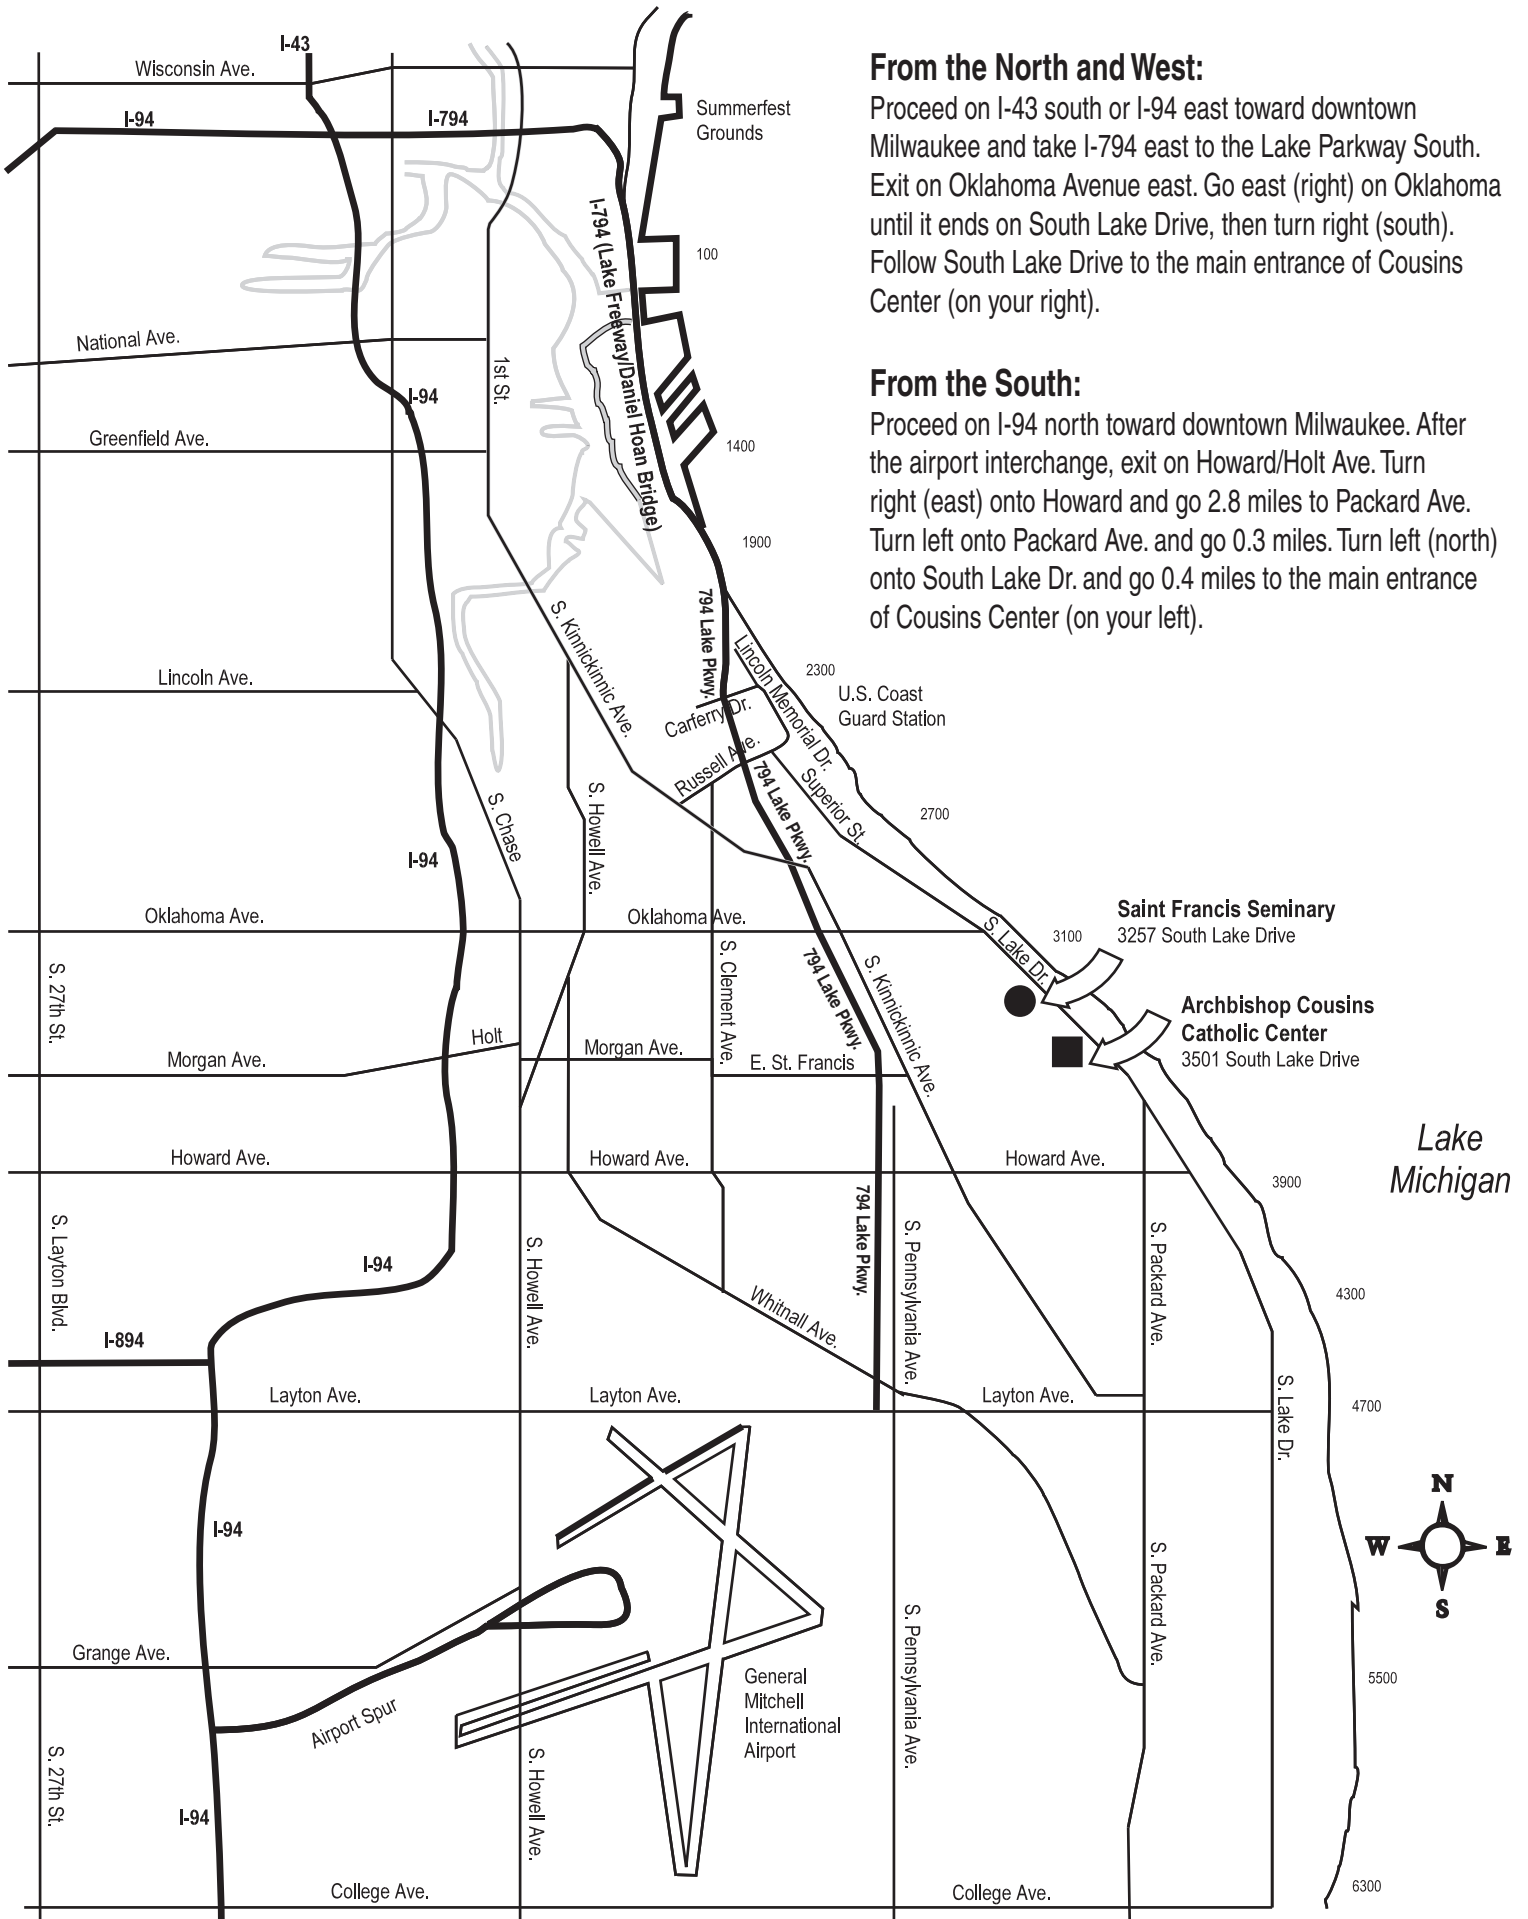 I-43
Wisconsin Ave.
I-94
I-794
Summerfest
Grounds
From the North and West:
Proceed on I-43 south or I-94 east toward downtown
Milwaukee and take I-794 east to the Lake Parkway South.
Exit on Oklahoma Avenue east. Go east (right) on Oklahoma
until it ends on South Lake Drive, then turn right (south).
Follow South Lake Drive to the main entrance of Cousins
Center (on your right).
From the South:
Proceed on I-94 north toward downtown Milwaukee. After
the airport interchange, exit on Howard/Holt Ave. Turn
right (east) onto Howard and go 2.8 miles to Packard Ave.
Turn left onto Packard Ave. and go 0.3 miles. Turn left (north)
onto South Lake Dr. and go 0.4 miles to the main entrance
of Cousins Center (on your left).
I-794 (Lake Freeway/Daniel Hoan Bridge)
100
National Ave.
1st St.
I-94
Greenfield Ave.
1400
1900
794 Lake Pkwy.
S. Kinnickinnic Ave.
Lincoln Memorial Dr.
2300
U.S. Coast
Guard Station
Lincoln Ave.
Carferry Dr.
Russell Ave.
794 Lake Pkwy.
Superior St.
S. Chase
S. Howell Ave.
2700
I-94
Oklahoma Ave.
Oklahoma Ave.
S. Lake Dr.
3100
Saint Francis Seminary
3257 South Lake Drive
S. 27th St.
S. Clement Ave.
794 Lake Pkwy.
S. Kinnickinnic Ave.
Archbishop Cousins
Catholic Center
3501 South Lake Drive
Holt
Morgan Ave.
Morgan Ave.
E. St. Francis
Lake
Michigan
Howard Ave.
Howard Ave.
Howard Ave.
3900
S. Layton Blvd.
I-94
S. Howell Ave.
794 Lake Pkwy.
S. Pennsylvania Ave.
S. Packard Ave.
4300
Whitnall Ave.
I-894
Layton Ave.
Layton Ave.
Layton Ave.
S. Lake Dr.
4700
N
W
E
S
I-94
S. Packard Ave.
Grange Ave.
Airport Spur
General
Mitchell
International
Airport
S. Pennsylvania Ave.
5500
S. 27th St.
S. Howell Ave.
I-94
College Ave.
College Ave.
6300